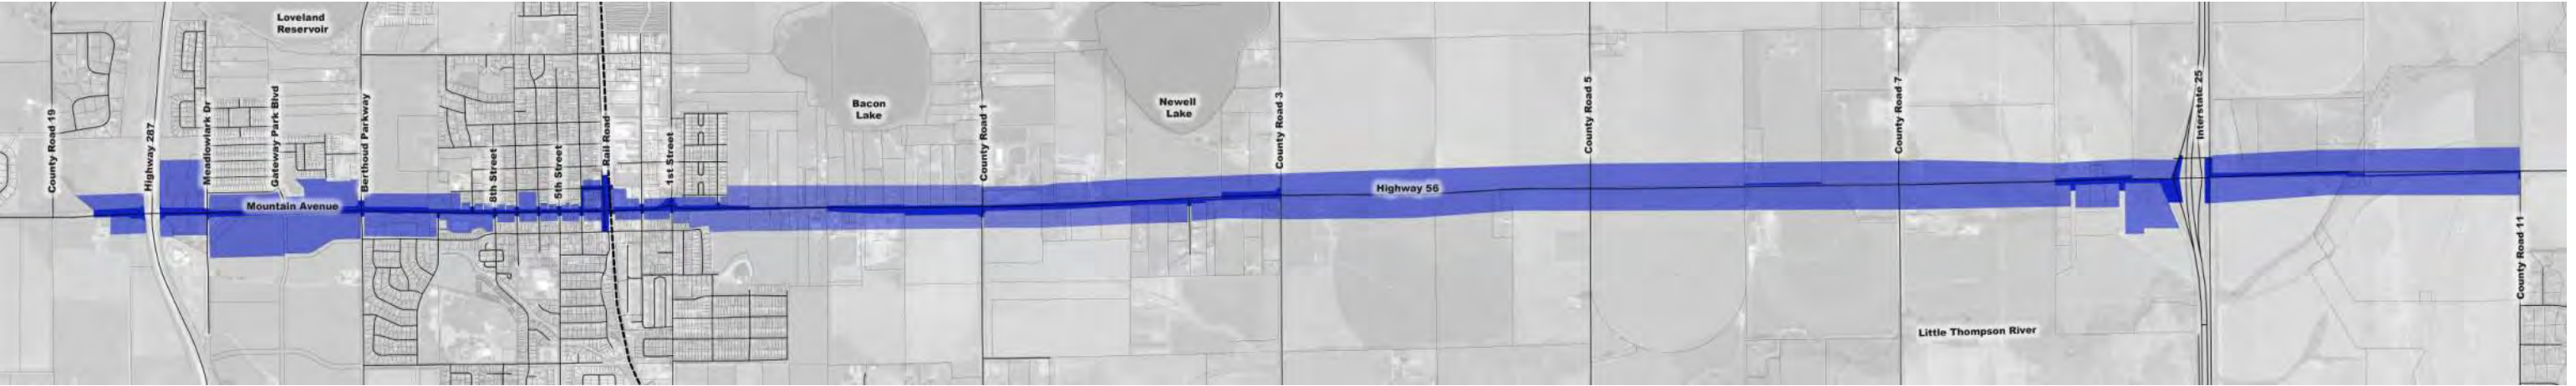 Loveland
Reservoir
County Road 19
Highway 287
Meadowlark Dr
Gateway Park Blvd
Berthoud Parkway
Mountain Avenue
8th Street
5th Street
Rail Road
1st Street
Bacon
Lake
County Road 1
Newell
Lake
County Road 3
Highway 56
County Road 5
County Road 7
Little Thompson River
Interstate 25
County Road 11